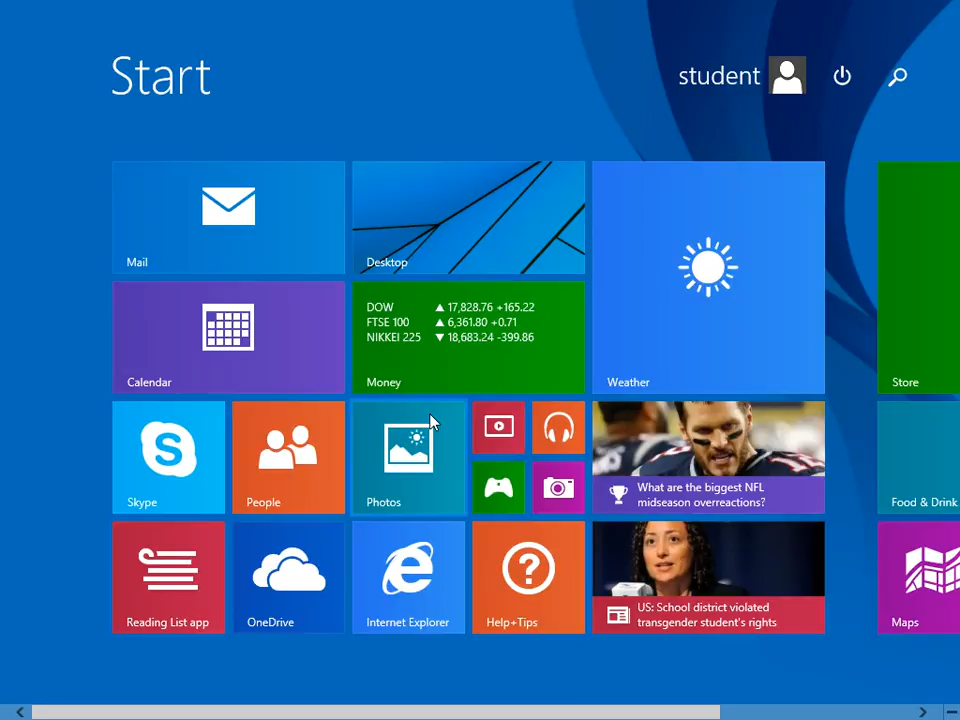 Start
student
Mail
Desktop
DOW ▲ 17,828.76 +165.22
FTSE 100 ▲ 6,361.80 +0.71
NIKKEI 225 ▼ 18,683.24 -399.86
Calendar
Money
Weather
Store
Skype
People
Photos
What are the biggest NFL
midseason overreactions?
Food & Drink
Reading List app
OneDrive
Internet Explorer
Help+Tips
US: School district violated
transgender student's rights
Maps